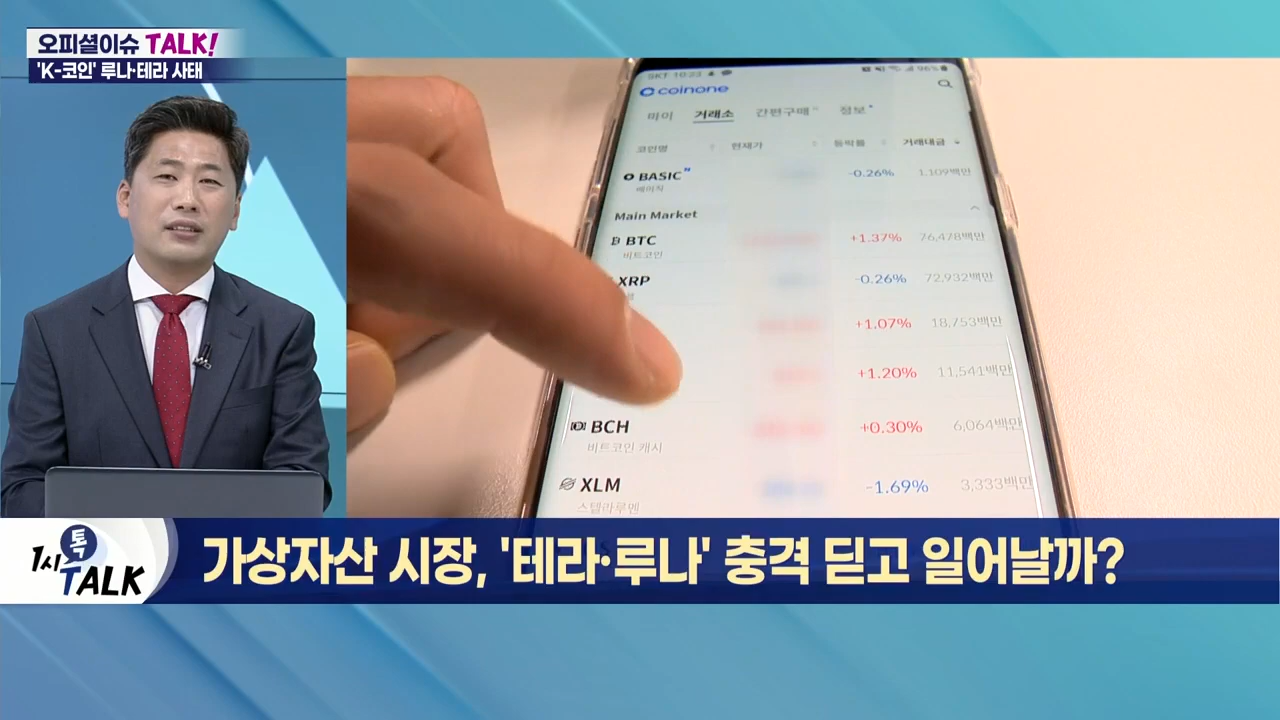 오피셜이슈 TALK!
'K-코인' 루나·테라 사태
SKT 10:23 96%
coinone
마이 거래소 간편구매 정보
코인명 현재가 등락률 거래대금
BASIC -0.26% 1,109백만
베이직
Main Market
BTC +1.37% 76,478백만
비트코인
XRP -0.26% 72,932백만
+1.07% 18,753백만
+1.20% 11,541백만
BCH +0.30% 6,064백만
비트코인 캐시
XLM -1.69% 3,333백만
스텔라루멘
1시톡 TALK
가상자산 시장, '테라·루나' 충격 딛고 일어날까?